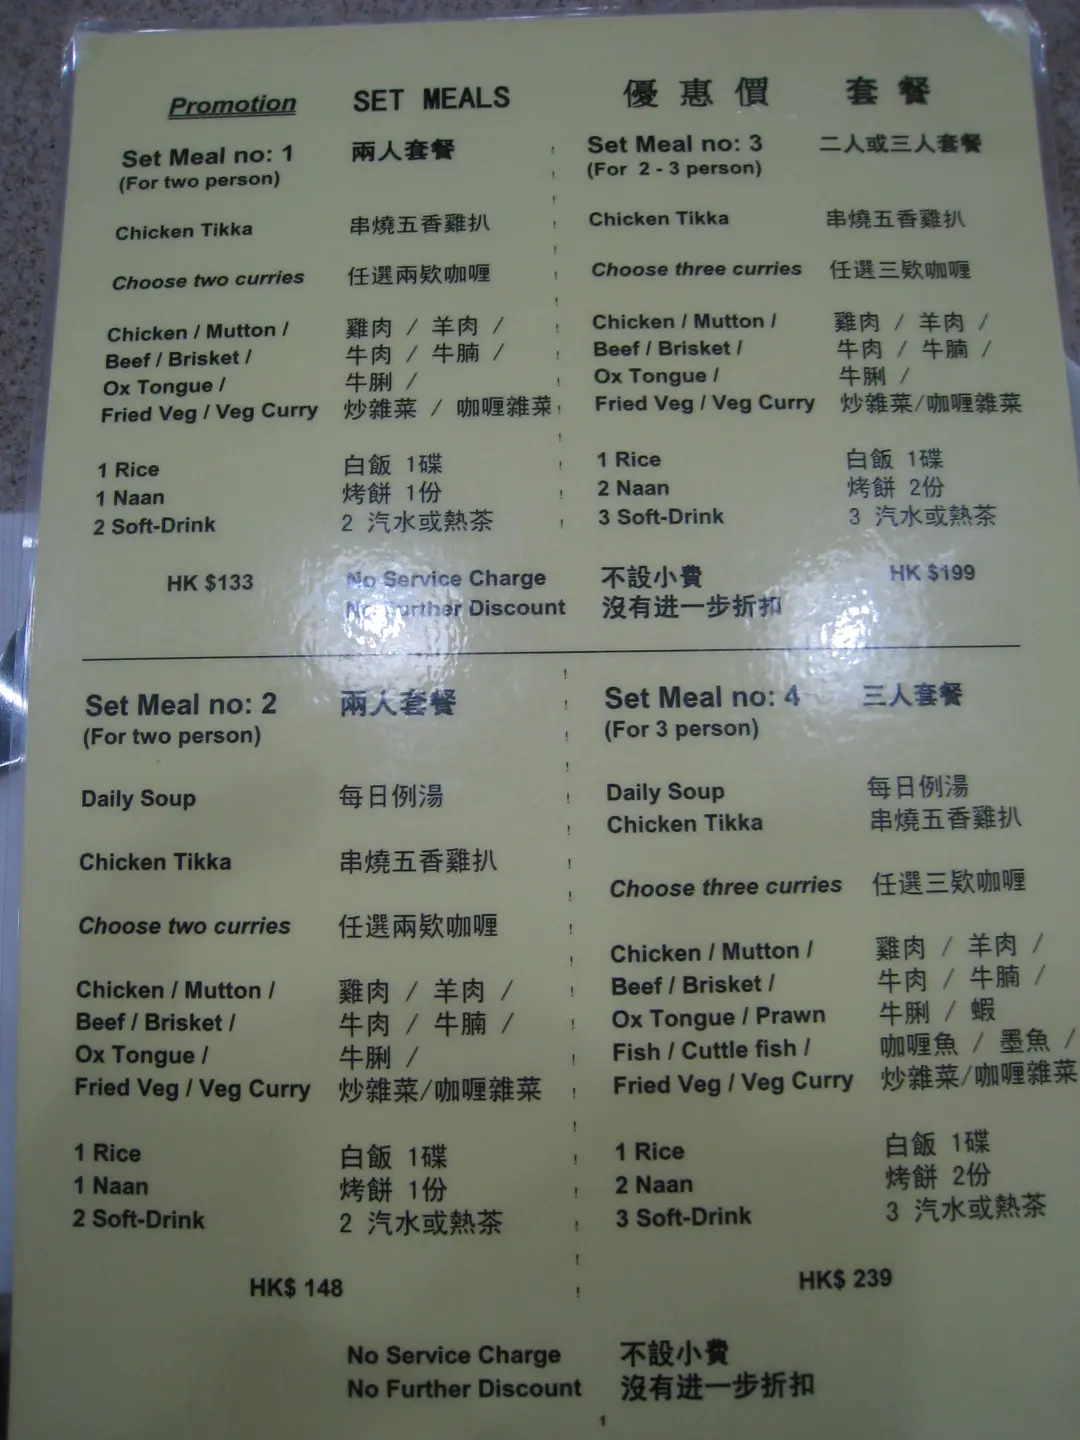 Promotion SET MEALS 優惠價 套餐
Set Meal no: 1 兩人套餐
(For two person)
Chicken Tikka 串燒五香雞扒
Choose two curries 任選兩欵咖喱
Chicken / Mutton / 雞肉 / 羊肉 /
Beef / Brisket / 牛肉 / 牛腩 /
Ox Tongue / 牛脷 /
Fried Veg / Veg Curry 炒雜菜 / 咖喱雜菜
1 Rice 白飯 1碟
1 Naan 烤餅 1份
2 Soft-Drink 2 汽水或熱茶
HK $133
Set Meal no: 3 二人或三人套餐
(For 2 - 3 person)
Chicken Tikka 串燒五香雞扒
Choose three curries 任選三欵咖喱
Chicken / Mutton / 雞肉 / 羊肉 /
Beef / Brisket / 牛肉 / 牛腩 /
Ox Tongue / 牛脷 /
Fried Veg / Veg Curry 炒雜菜/咖喱雜菜
1 Rice 白飯 1碟
2 Naan 烤餅 2份
3 Soft-Drink 3 汽水或熱茶
HK $199
No Service Charge 不設小費
No Further Discount 沒有进一步折扣
Set Meal no: 2 兩人套餐
(For two person)
Daily Soup 每日例湯
Chicken Tikka 串燒五香雞扒
Choose two curries 任選兩欵咖喱
Chicken / Mutton / 雞肉 / 羊肉 /
Beef / Brisket / 牛肉 / 牛腩 /
Ox Tongue / 牛脷 /
Fried Veg / Veg Curry 炒雜菜/咖喱雜菜
1 Rice 白飯 1碟
1 Naan 烤餅 1份
2 Soft-Drink 2 汽水或熱茶
HK$ 148
Set Meal no: 4 三人套餐
(For 3 person)
Daily Soup 每日例湯
Chicken Tikka 串燒五香雞扒
Choose three curries 任選三欵咖喱
Chicken / Mutton / 雞肉 / 羊肉 /
Beef / Brisket / 牛肉 / 牛腩 /
Ox Tongue / Prawn 牛脷 / 蝦
Fish / Cuttle fish / 咖喱魚 / 墨魚 /
Fried Veg / Veg Curry 炒雜菜/咖喱雜菜
1 Rice 白飯 1碟
2 Naan 烤餅 2份
3 Soft-Drink 3 汽水或熱茶
HK$ 239
No Service Charge 不設小費
No Further Discount 沒有进一步折扣
1